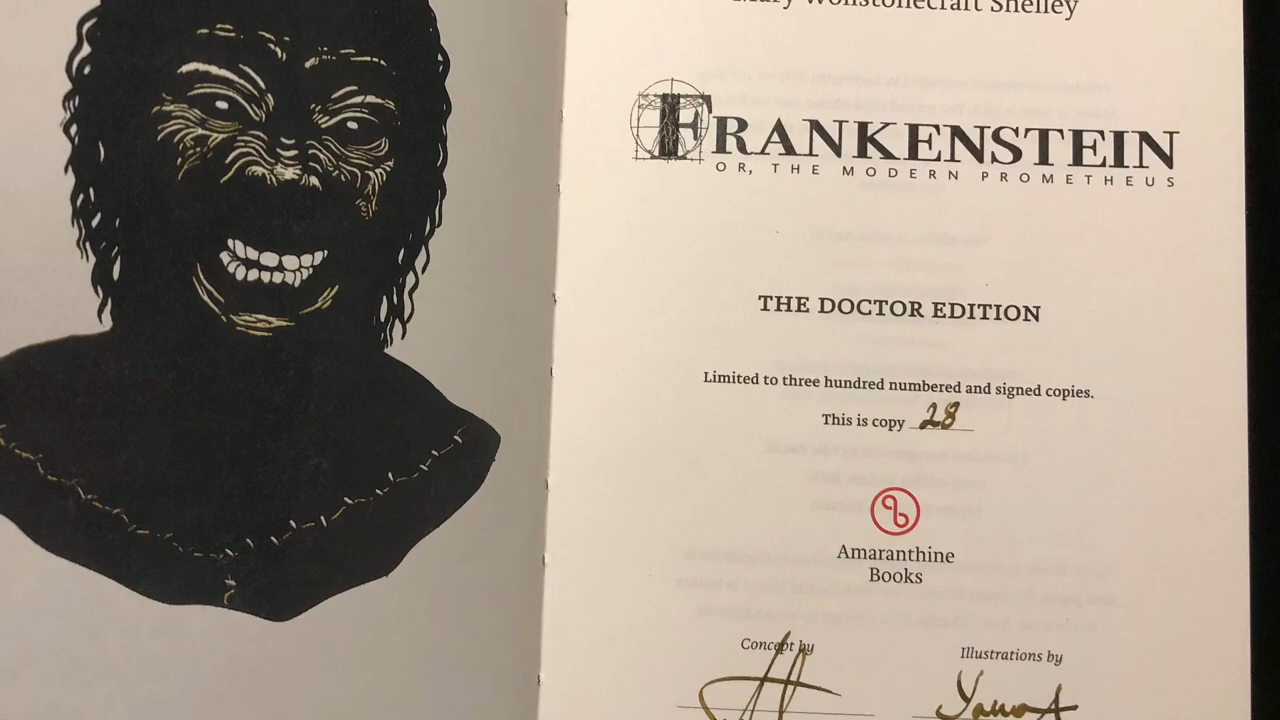 Mary Wollstonecraft Shelley
FRANKENSTEIN
OR, THE MODERN PROMETHEUS
THE DOCTOR EDITION
Limited to three hundred numbered and signed copies.
This is copy 28
Amaranthine
Books
Concept by
Illustrations by